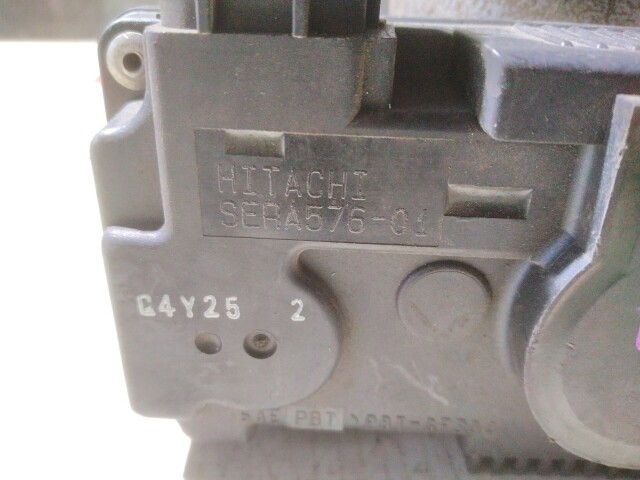 HITACHI
SERA576-01
C4Y25 2
PBT